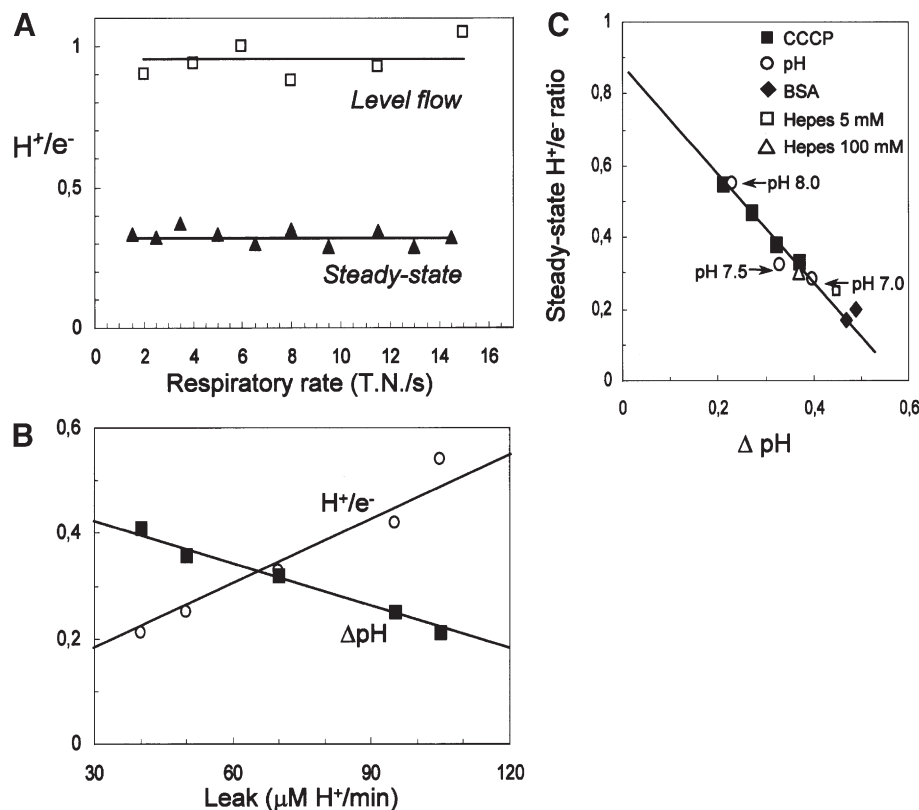 A
1
Level flow
H⁺/e⁻
0,5
Steady-state
0
0 2 4 6 8 10 12 14 16
Respiratory rate (T.N./s)
B
0,6
H⁺/e⁻
0,4
ΔpH
0,2
0
30 60 90 120
Leak (μM H⁺/min)
C
1
CCCP
pH
BSA
Hepes 5 mM
Hepes 100 mM
0,8
0,6
pH 8.0
Steady-state H⁺/e⁻ ratio
0,4
pH 7.5
pH 7.0
0,2
0
0 0,2 0,4 0,6
Δ pH